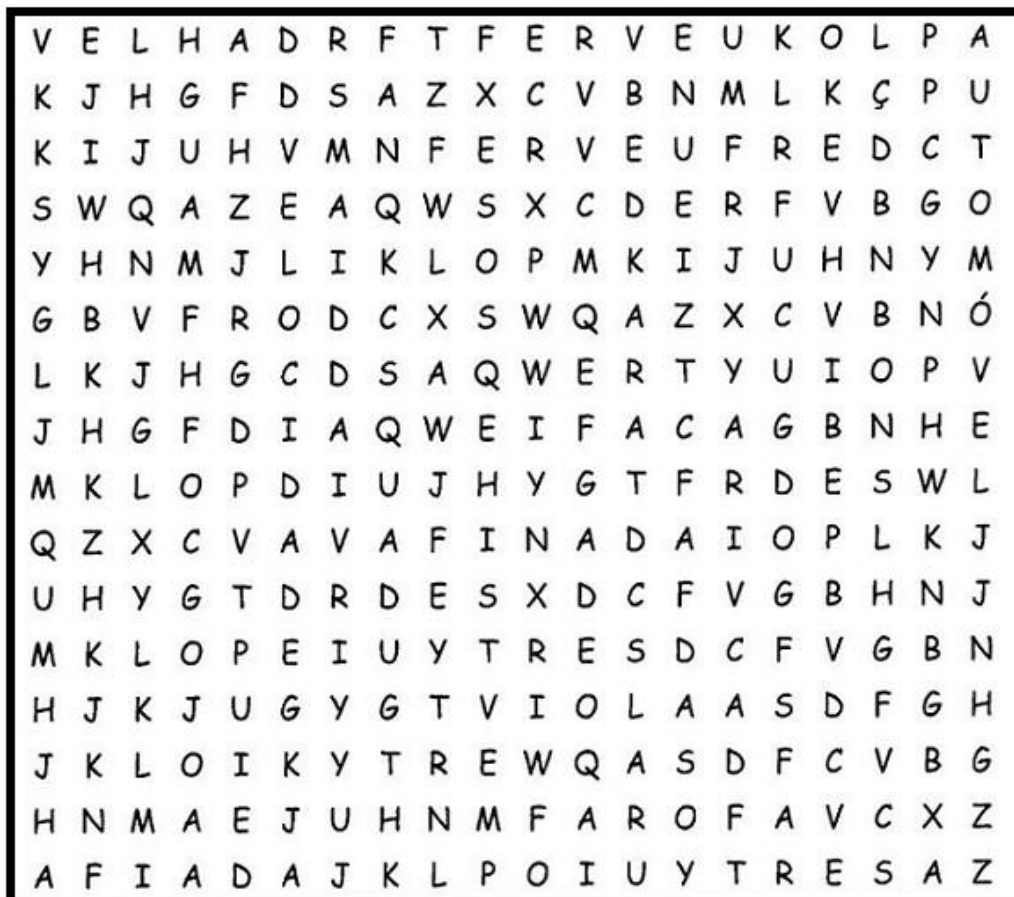 V E L H A D R F T F E R V E U K O L P A
K J H G F D S A Z X C V B N M L K Ç P U
K I J U H V M N F E R V E U F R E D C T
S W Q A Z E A Q W S X C D E R F V B G O
Y H N M J L I K L O P M K I J U H N Y M
G B V F R O D C X S W Q A Z X C V B N Ó
L K J H G C D S A Q W E R T Y U I O P V
J H G F D I A Q W E I F A C A G B N H E
M K L O P D I U J H Y G T F R D E S W L
Q Z X C V A V A F I N A D A I O P L K J
U H Y G T D R D E S X D C F V G B H N J
M K L O P E I U Y T R E S D C F V G B N
H J K J U G Y G T V I O L A A S D F G H
J K L O I K Y T R E W Q A S D F C V B G
H N M A E J U H N M F A R O F A V C X Z
A F I A D A J K L P O I U Y T R E S A Z